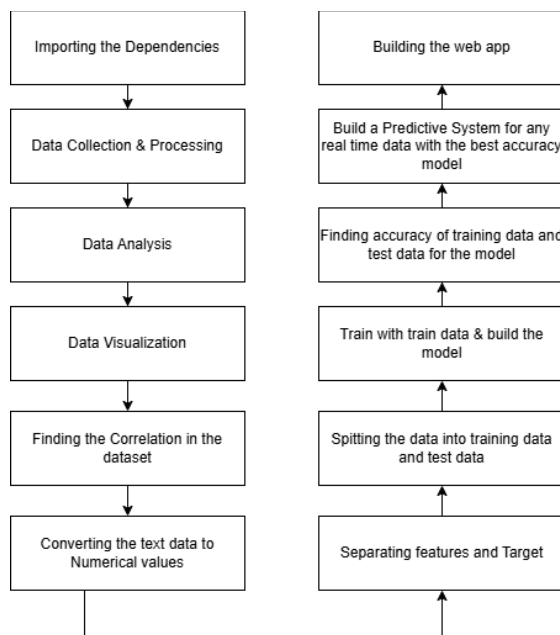 Importing the Dependencies
Data Collection & Processing
Data Analysis
Data Visualization
Finding the Correlation in the
dataset
Converting the text data to
Numerical values
Building the web app
Build a Predictive System for any
real time data with the best accuracy
model
Finding accuracy of training data and
test data for the model
Train with train data & build the
model
Spitting the data into training data
and test data
Separating features and Target